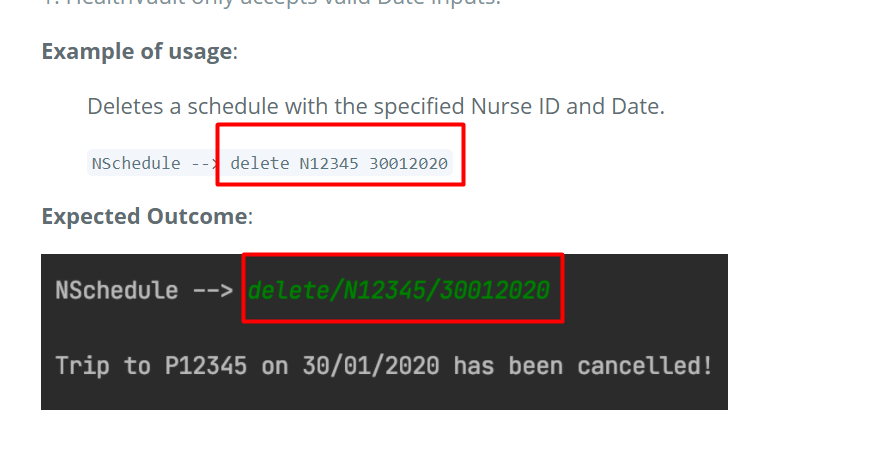 1. HealthVault only accepts valid Date inputs.
Example of usage:
Deletes a schedule with the specified Nurse ID and Date.
NSchedule --> delete N12345 30012020
Expected Outcome:
NSchedule --> delete/N12345/30012020
Trip to P12345 on 30/01/2020 has been cancelled!